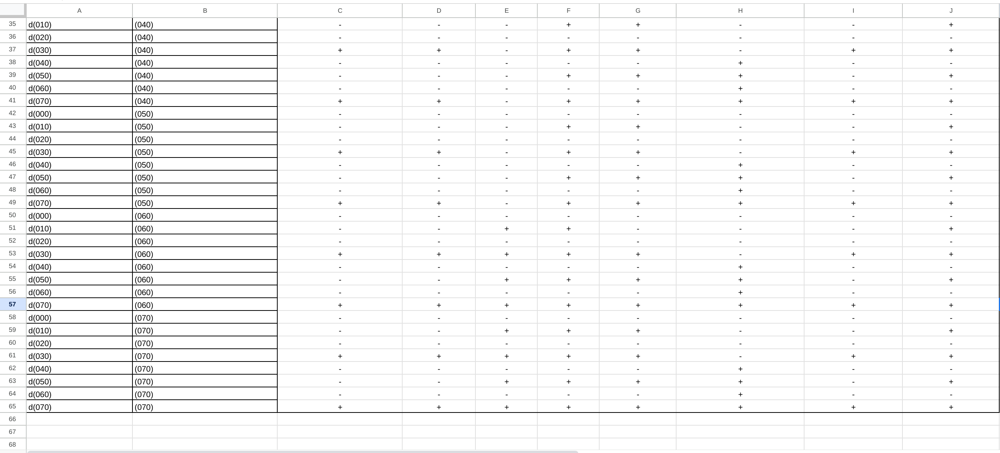 A B C D E F G H I J
35 d(010) (040) - - - + + - - +
36 d(020) (040) - - - - - - - -
37 d(030) (040) + + - + + - + +
38 d(040) (040) - - - - - + - -
39 d(050) (040) - - - + + + - +
40 d(060) (040) - - - - - + - -
41 d(070) (040) + + - + + + + +
42 d(000) (050) - - - - - - - -
43 d(010) (050) - - - + + - - +
44 d(020) (050) - - - - - - - -
45 d(030) (050) + + - + + - + +
46 d(040) (050) - - - - - + - -
47 d(050) (050) - - - + + + - +
48 d(060) (050) - - - - - + - -
49 d(070) (050) + + - + + + + +
50 d(000) (060) - - - - - - - -
51 d(010) (060) - - + + - - - +
52 d(020) (060) - - - - - - - -
53 d(030) (060) + + + + + - + +
54 d(040) (060) - - - - - + - -
55 d(050) (060) - - + + + + - +
56 d(060) (060) - - - - - + - -
57 d(070) (060) + + + + + + + +
58 d(000) (070) - - - - - - - -
59 d(010) (070) - - + + + - - +
60 d(020) (070) - - - - - - - -
61 d(030) (070) + + + + + - + +
62 d(040) (070) - - - - - + - -
63 d(050) (070) - - + + + + - +
64 d(060) (070) - - - - - + - -
65 d(070) (070) + + + + + + + +
66
67
68